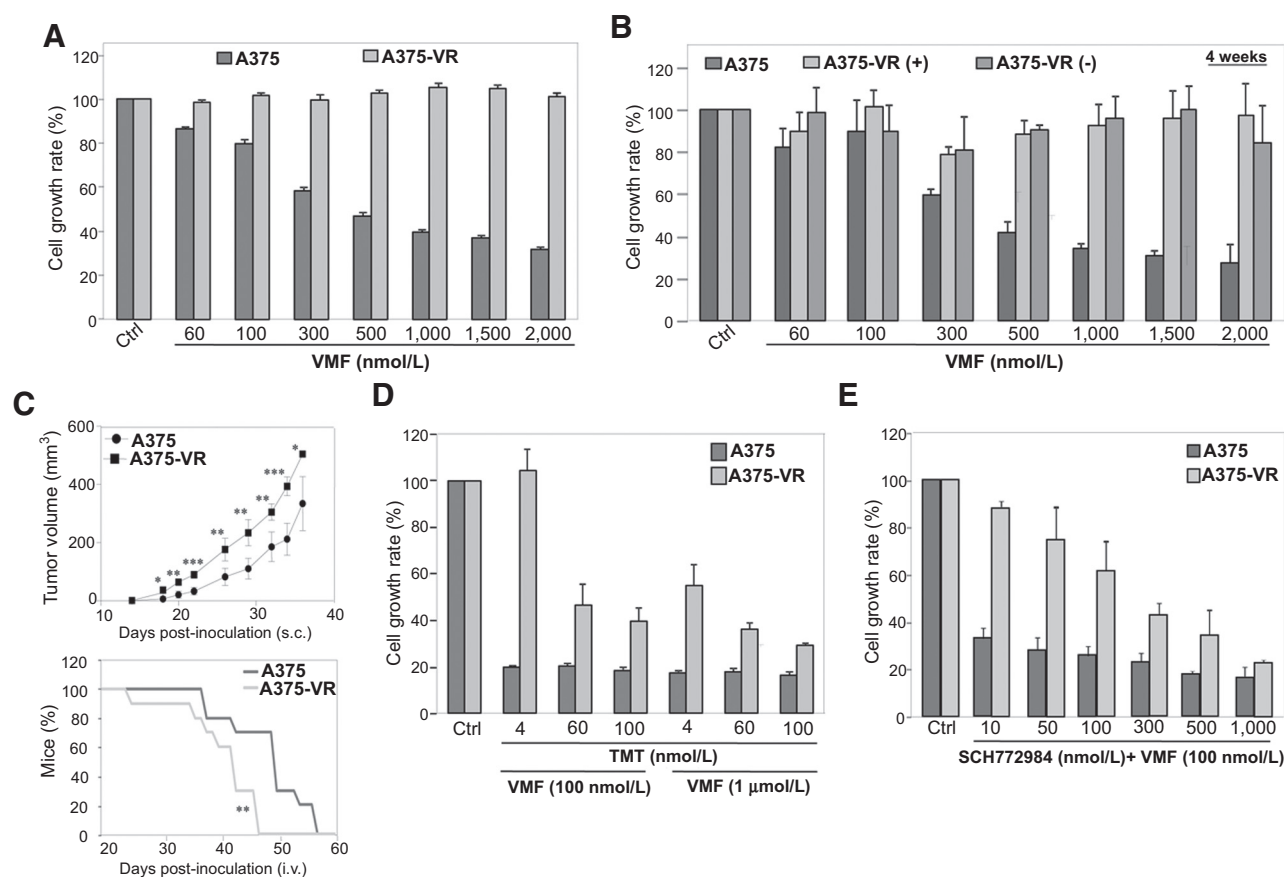 A
A375
A375-VR
Cell growth rate (%)
120
100
80
60
40
20
0
Ctrl
60 100 300 500 1,000 1,500 2,000
VMF (nmol/L)
B
A375
A375-VR (+)
A375-VR (-)
4 weeks
Cell growth rate (%)
120
100
80
60
40
20
0
Ctrl
60 100 300 500 1,000 1,500 2,000
VMF (nmol/L)
C
Tumor volume (mm³)
600
400
200
0
A375
A375-VR
* ** *** ** ** ** *** *
10 20 30 40
Days post-inoculation (s.c.)
Mice (%)
120
100
80
60
40
20
0
A375
A375-VR
**
20 30 40 50 60
Days post-inoculation (i.v.)
D
Cell growth rate (%)
120
100
80
60
40
20
0
A375
A375-VR
Ctrl 4 60 100 4 60 100
TMT (nmol/L)
VMF (100 nmol/L) VMF (1 μmol/L)
E
Cell growth rate (%)
120
100
80
60
40
20
0
A375
A375-VR
Ctrl 10 50 100 300 500 1,000
SCH772984 (nmol/L)+ VMF (100 nmol/L)